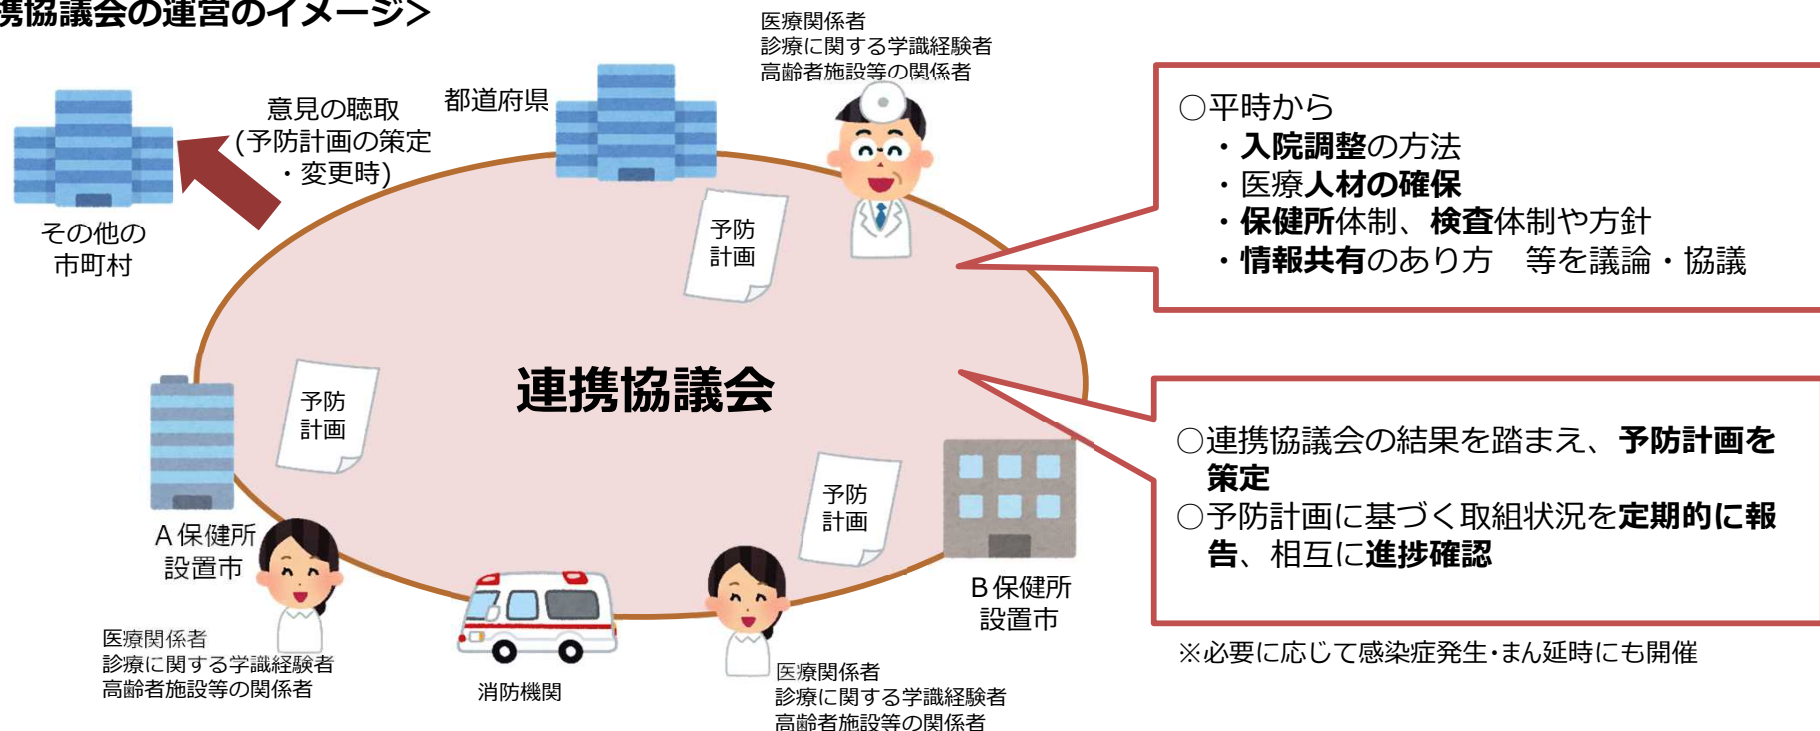 携協議会の運営のイメージ＞
医療関係者
診療に関する学識経験者
高齢者施設等の関係者
都道府県
意見の聴取
(予防計画の策定
・変更時)
その他の
市町村
予防
計画
○平時から
・入院調整の方法
・医療人材の確保
・保健所体制、検査体制や方針
・情報共有のあり方　等を議論・協議
連携協議会
予防
計画
予防
計画
○連携協議会の結果を踏まえ、予防計画を
策定
○予防計画に基づく取組状況を定期的に報
告、相互に進捗確認
A保健所
設置市
B保健所
設置市
※必要に応じて感染症発生･まん延時にも開催
医療関係者
診療に関する学識経験者
高齢者施設等の関係者
消防機関
医療関係者
診療に関する学識経験者
高齢者施設等の関係者